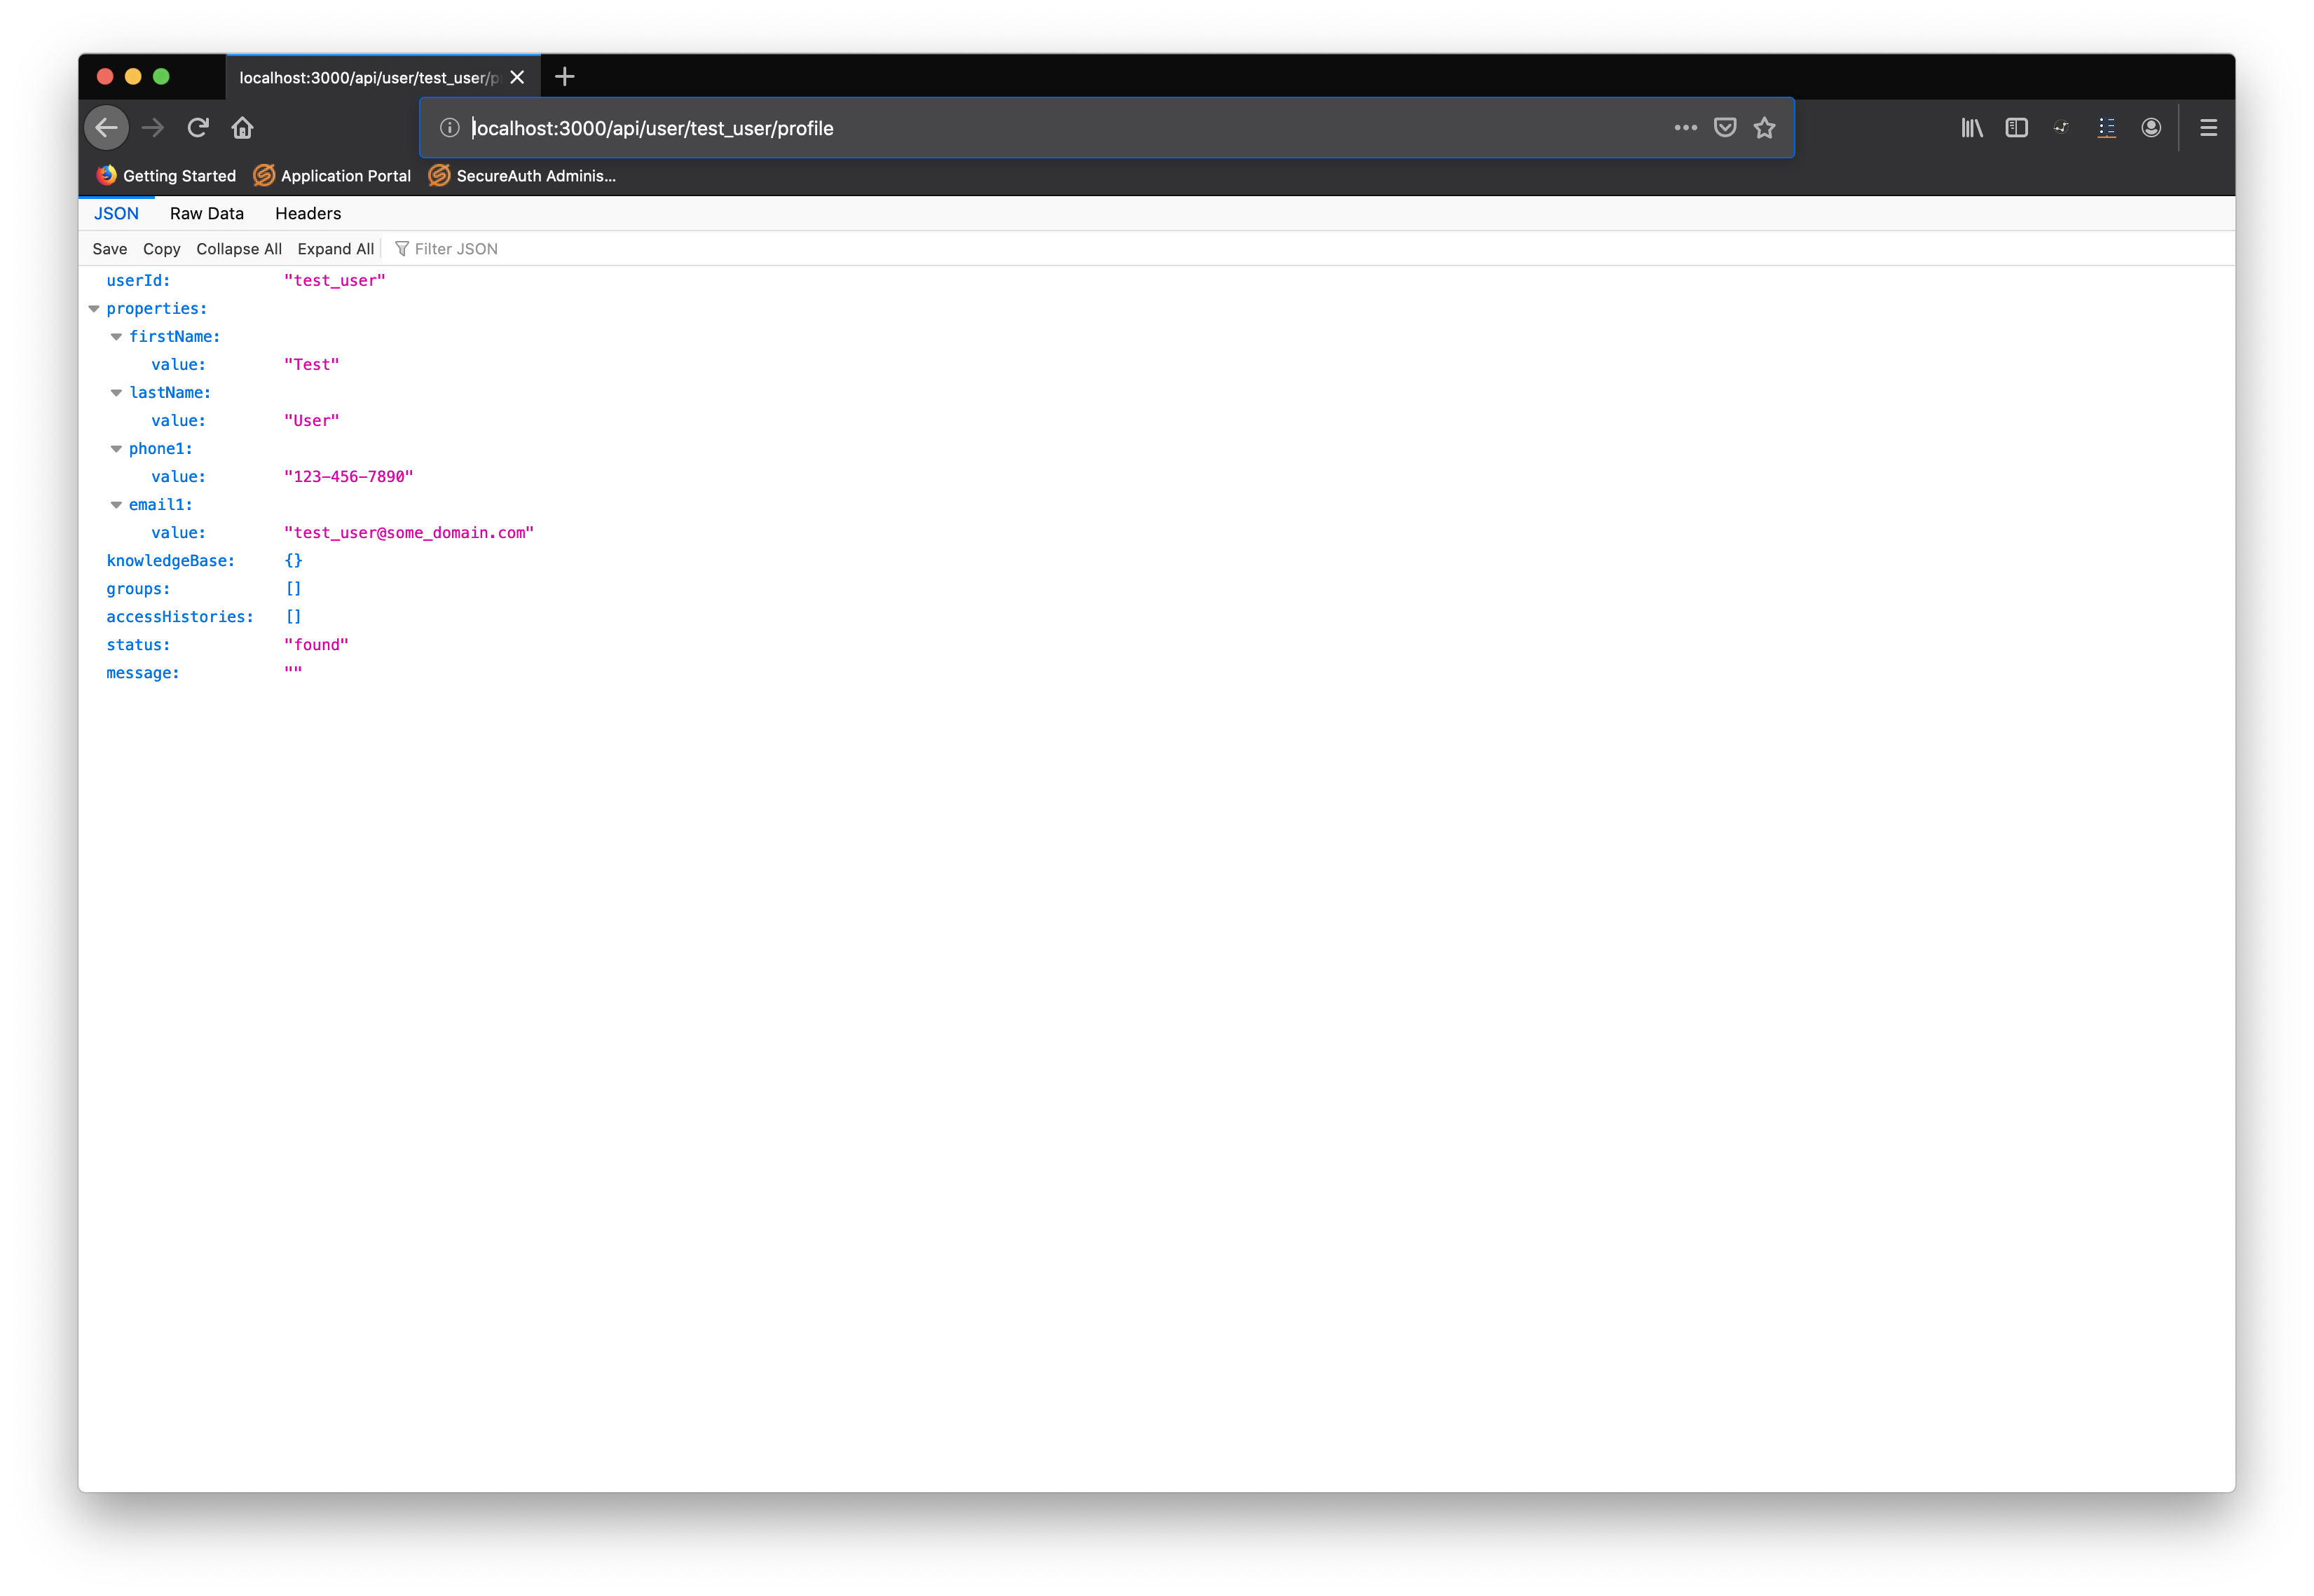 localhost:3000/api/user/test_user/p
localhost:3000/api/user/test_user/profile
Getting Started Application Portal SecureAuth Adminis...
JSON Raw Data Headers
Save Copy Collapse All Expand All Filter JSON
userId: "test_user"
properties:
firstName:
value: "Test"
lastName:
value: "User"
phone1:
value: "123-456-7890"
email1:
value: "test_user@some_domain.com"
knowledgeBase: {}
groups: []
accessHistories: []
status: "found"
message: ""